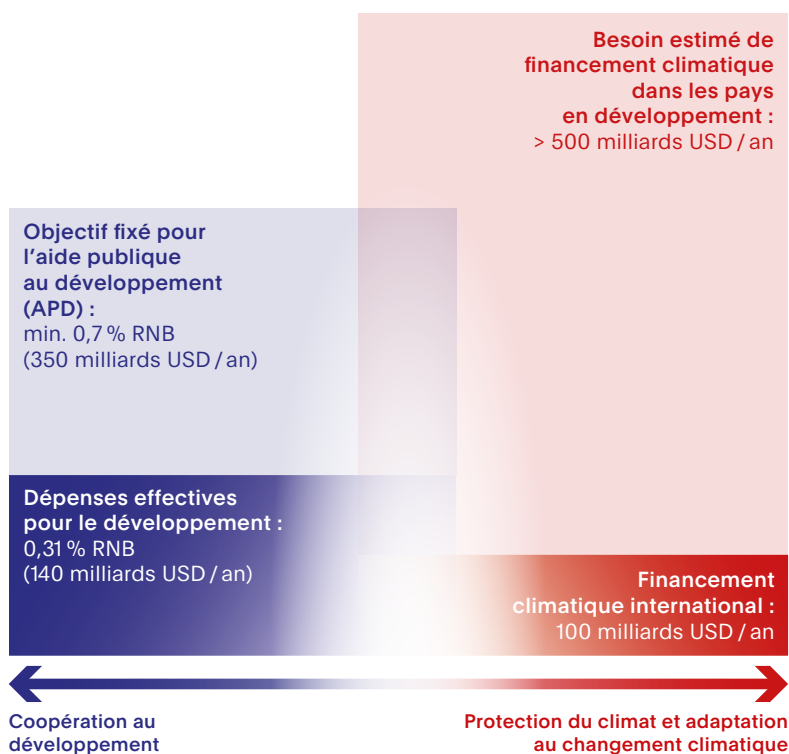 Besoin estimé de
financement climatique
dans les pays
en développement :
> 500 milliards USD / an
Objectif fixé pour
l’aide publique
au développement
(APD) :
min. 0,7 % RNB
(350 milliards USD / an)
Dépenses effectives
pour le développement :
0,31 % RNB
(140 milliards USD / an)
Financement
climatique international :
100 milliards USD / an
Coopération au
développement
Protection du climat et adaptation
au changement climatique